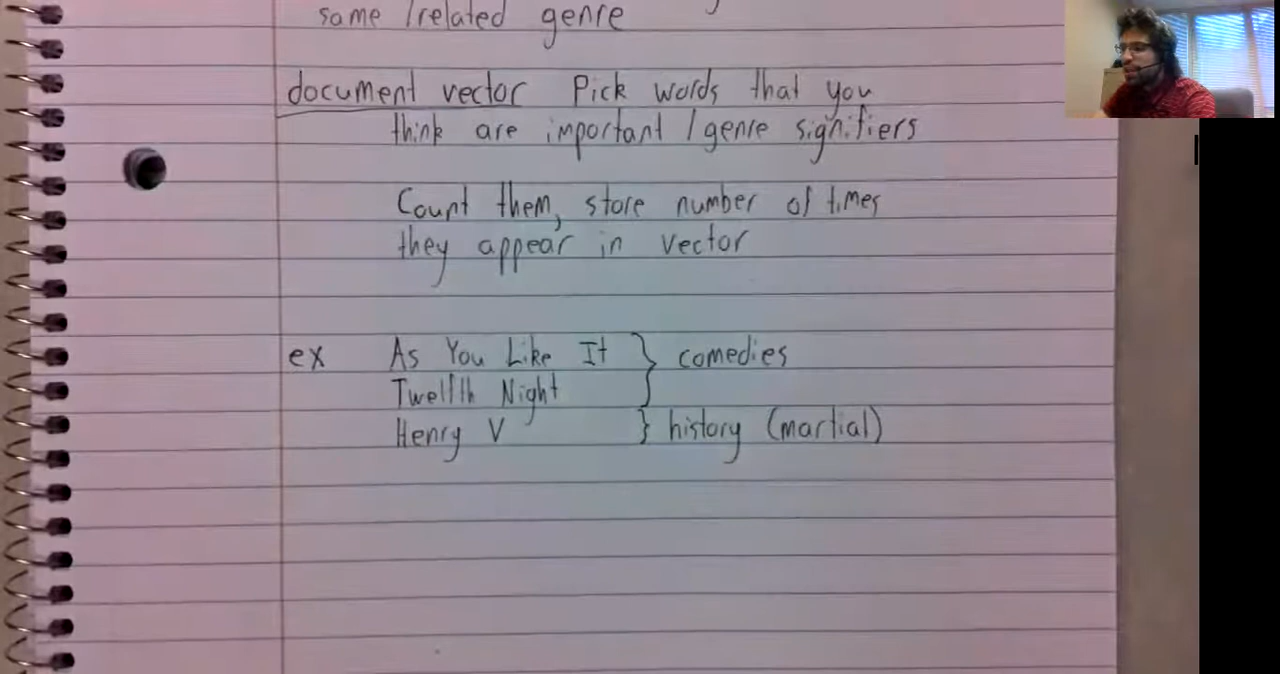 same /related genre
document vector Pick words that you
think are important / genre signifiers
Count them, store number of times
they appear in vector
ex As You Like It } comedies
Twelfth Night
Henry V } history (martial)